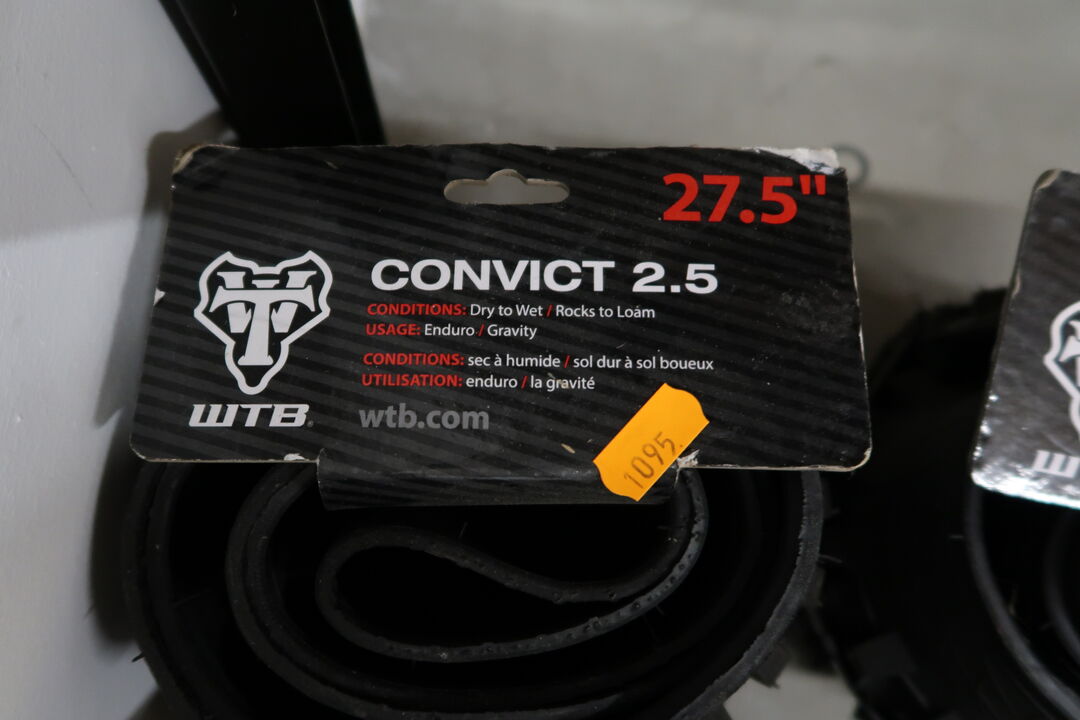 27.5"
CONVICT 2.5
CONDITIONS: Dry to Wet / Rocks to Loam
USAGE: Enduro / Gravity
CONDITIONS: sec à humide / sol dur à sol boueux
UTILISATION: enduro / la gravité
WTB®
wtb.com
1095.